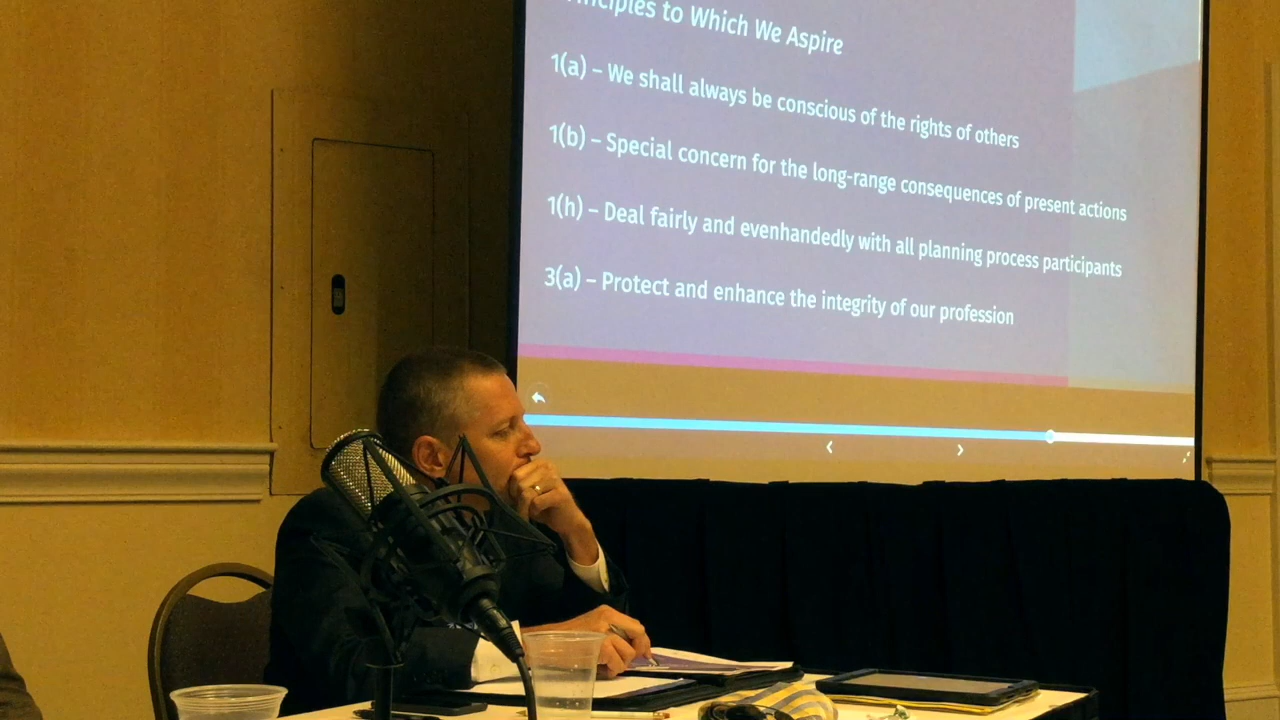 to Which We Aspire
1(a) – We shall always be conscious of the rights of others
1(b) – Special concern for the long-range consequences of present actions
1(h) – Deal fairly and evenhandedly with all planning process participants
3(a) – Protect and enhance the integrity of our profession